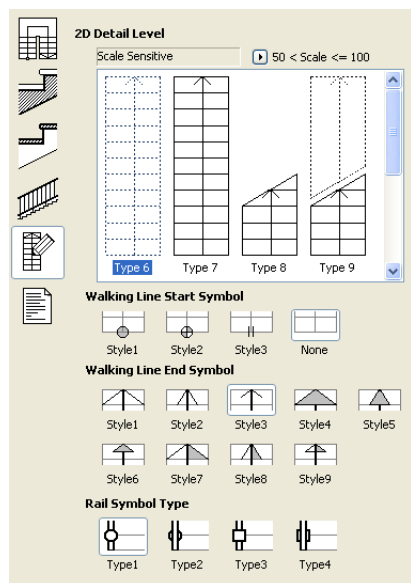 2D Detail Level
Scale Sensitive
50 < Scale <= 100
Type 6 Type 7 Type 8 Type 9
Walking Line Start Symbol
Style1 Style2 Style3 None
Walking Line End Symbol
Style1 Style2 Style3 Style4 Style5
Style6 Style7 Style8 Style9
Rail Symbol Type
Type1 Type2 Type3 Type4